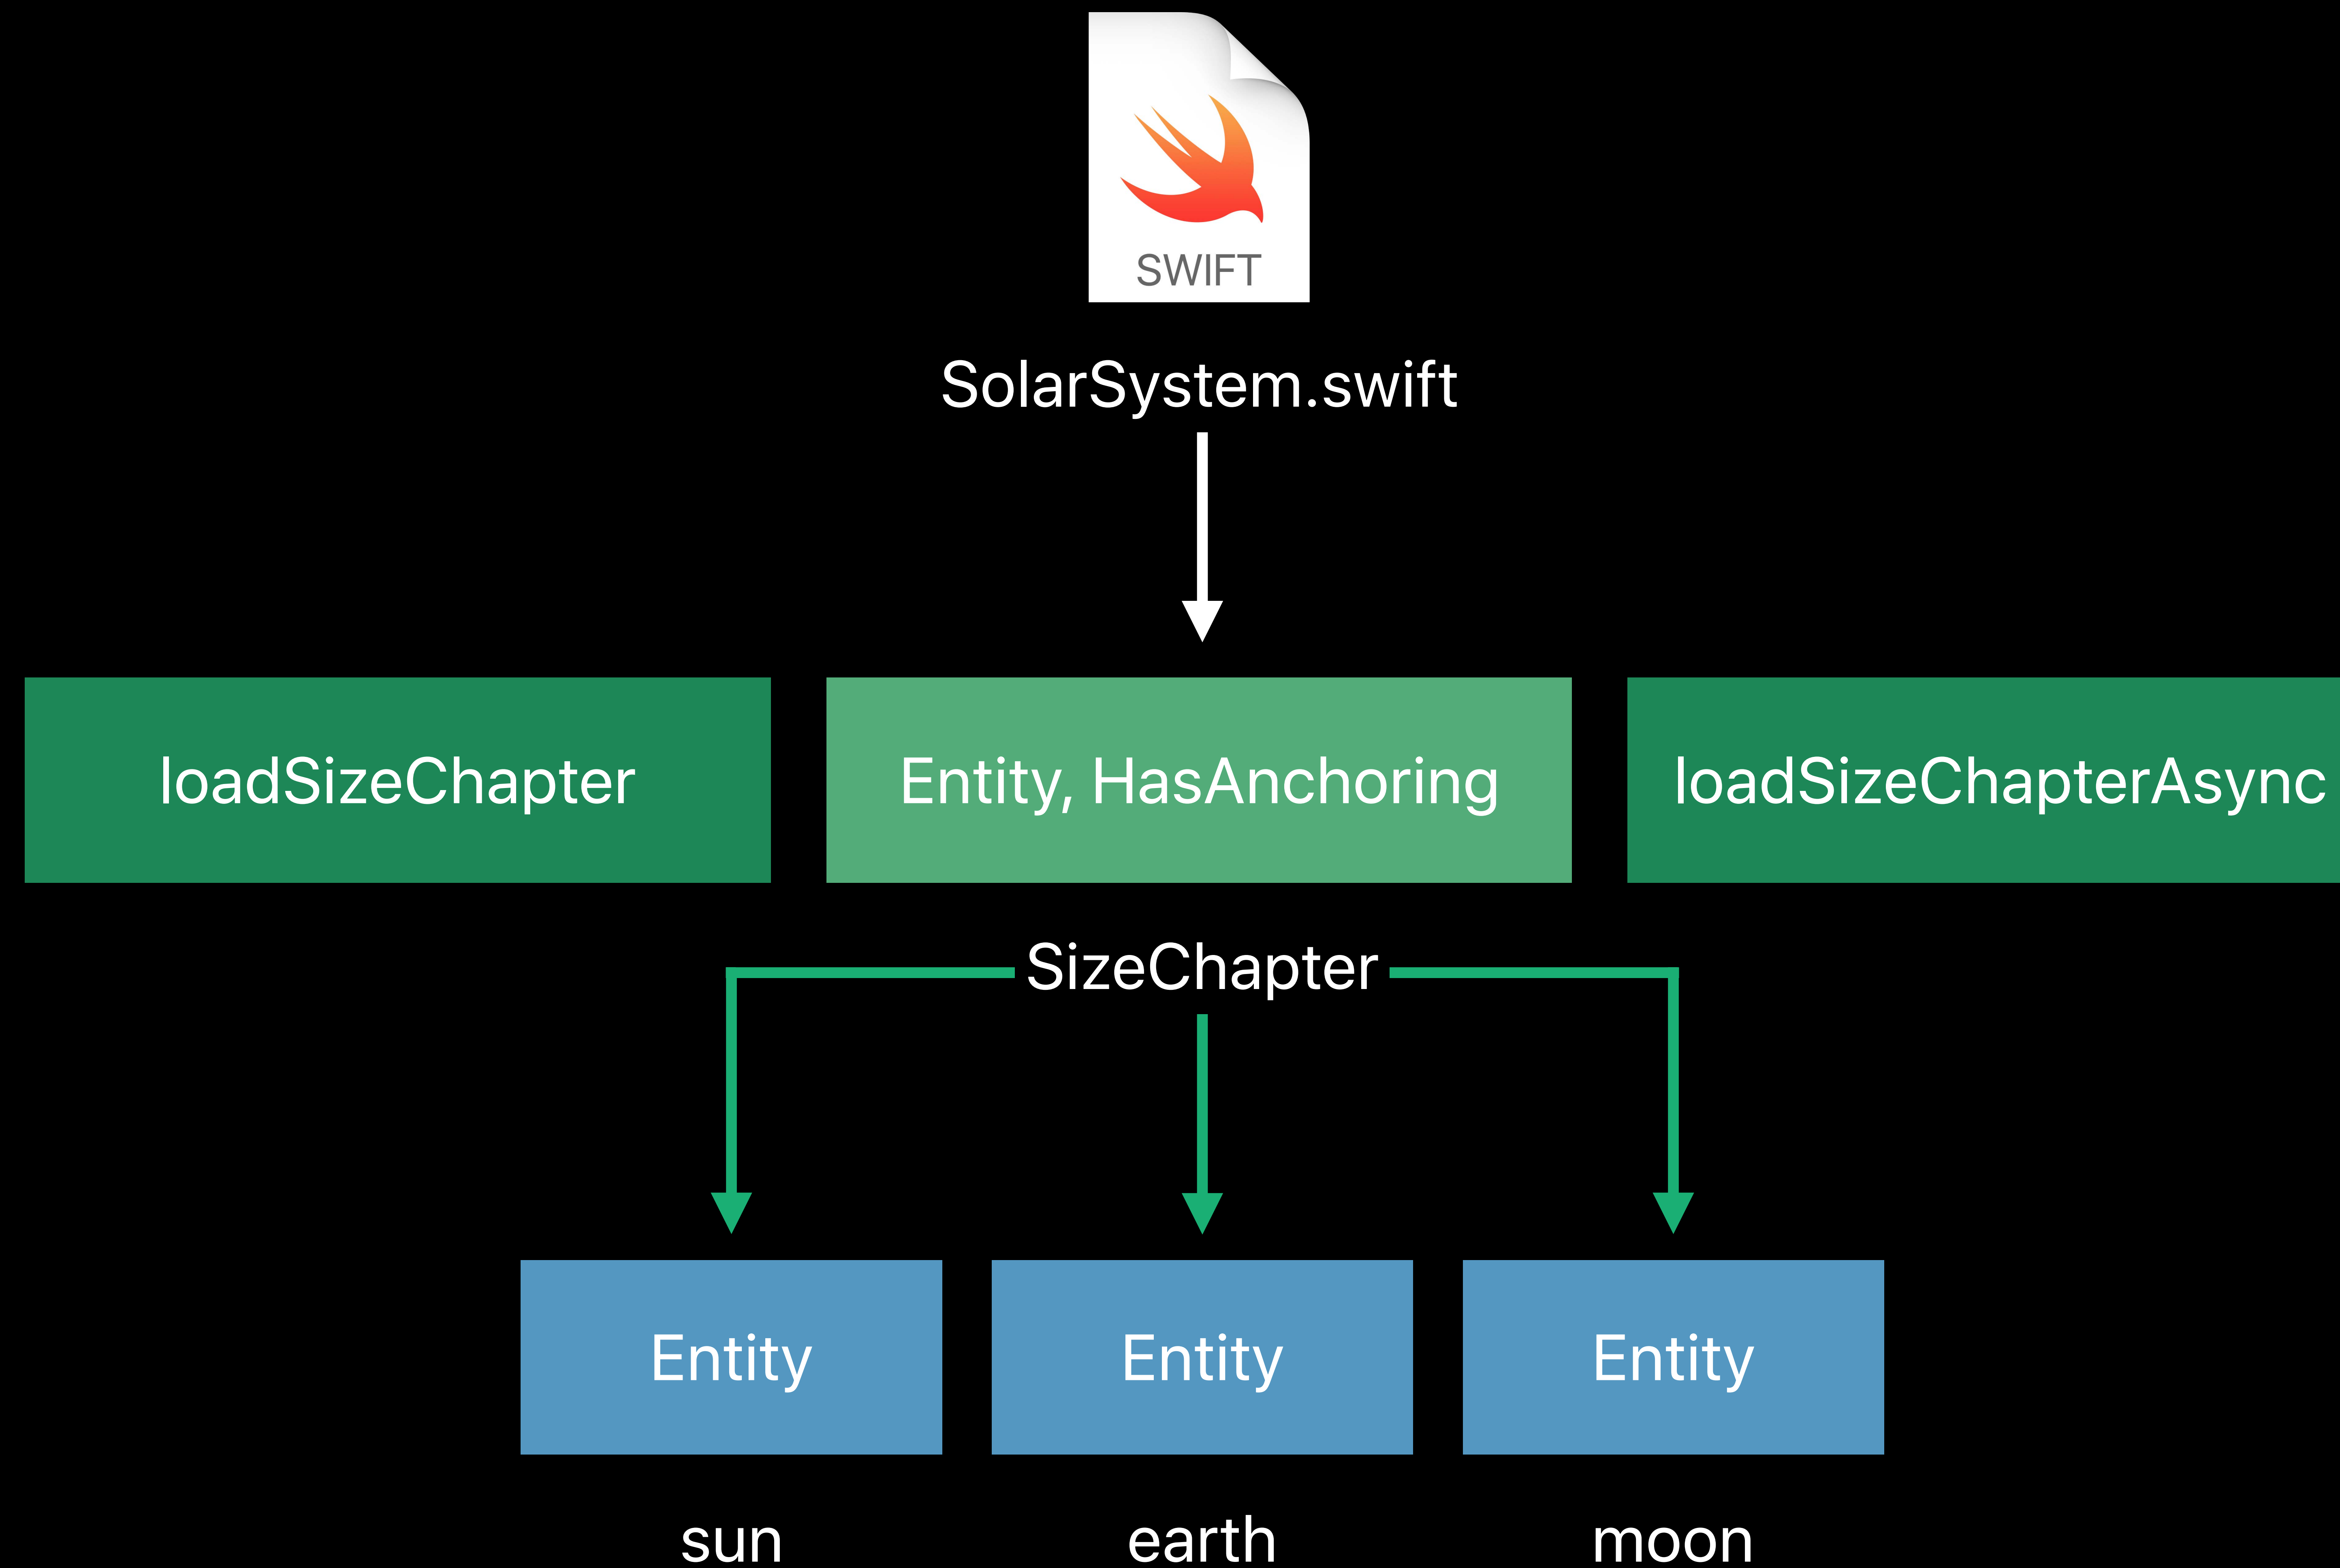 SWIFT
SolarSystem.swift
loadSizeChapter
Entity, HasAnchoring
loadSizeChapterAsync
SizeChapter
Entity
Entity
Entity
sun
earth
moon